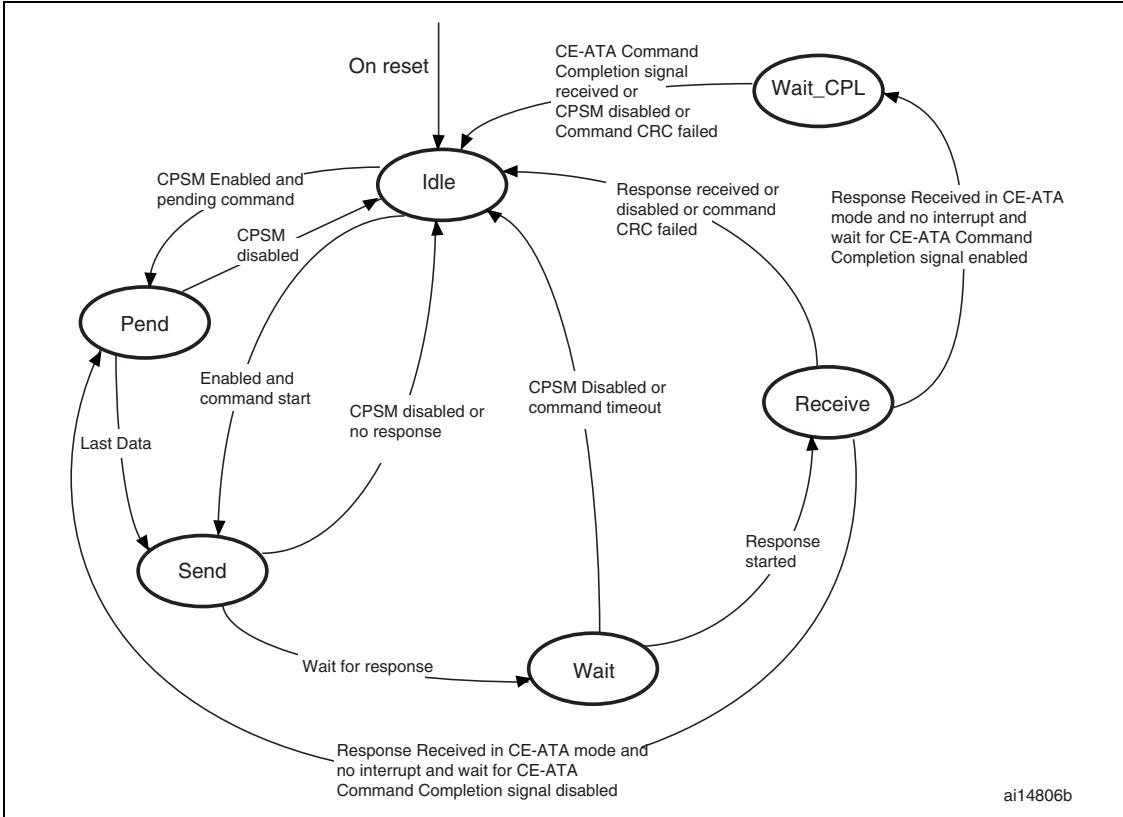 On reset
CE-ATA Command
Completion signal
received or
CPSM disabled or
Command CRC failed
Wait_CPL
CPSM Enabled and
pending command
Idle
Response received or
disabled or command
CRC failed
Response Received in CE-ATA
mode and no interrupt and
wait for CE-ATA Command
Completion signal enabled
CPSM
disabled
Pend
Enabled and
command start
CPSM disabled or
no response
CPSM Disabled or
command timeout
Receive
Last Data
Send
Response
started
Wait for response
Wait
Response Received in CE-ATA mode and
no interrupt and wait for CE-ATA
Command Completion signal disabled
ai14806b